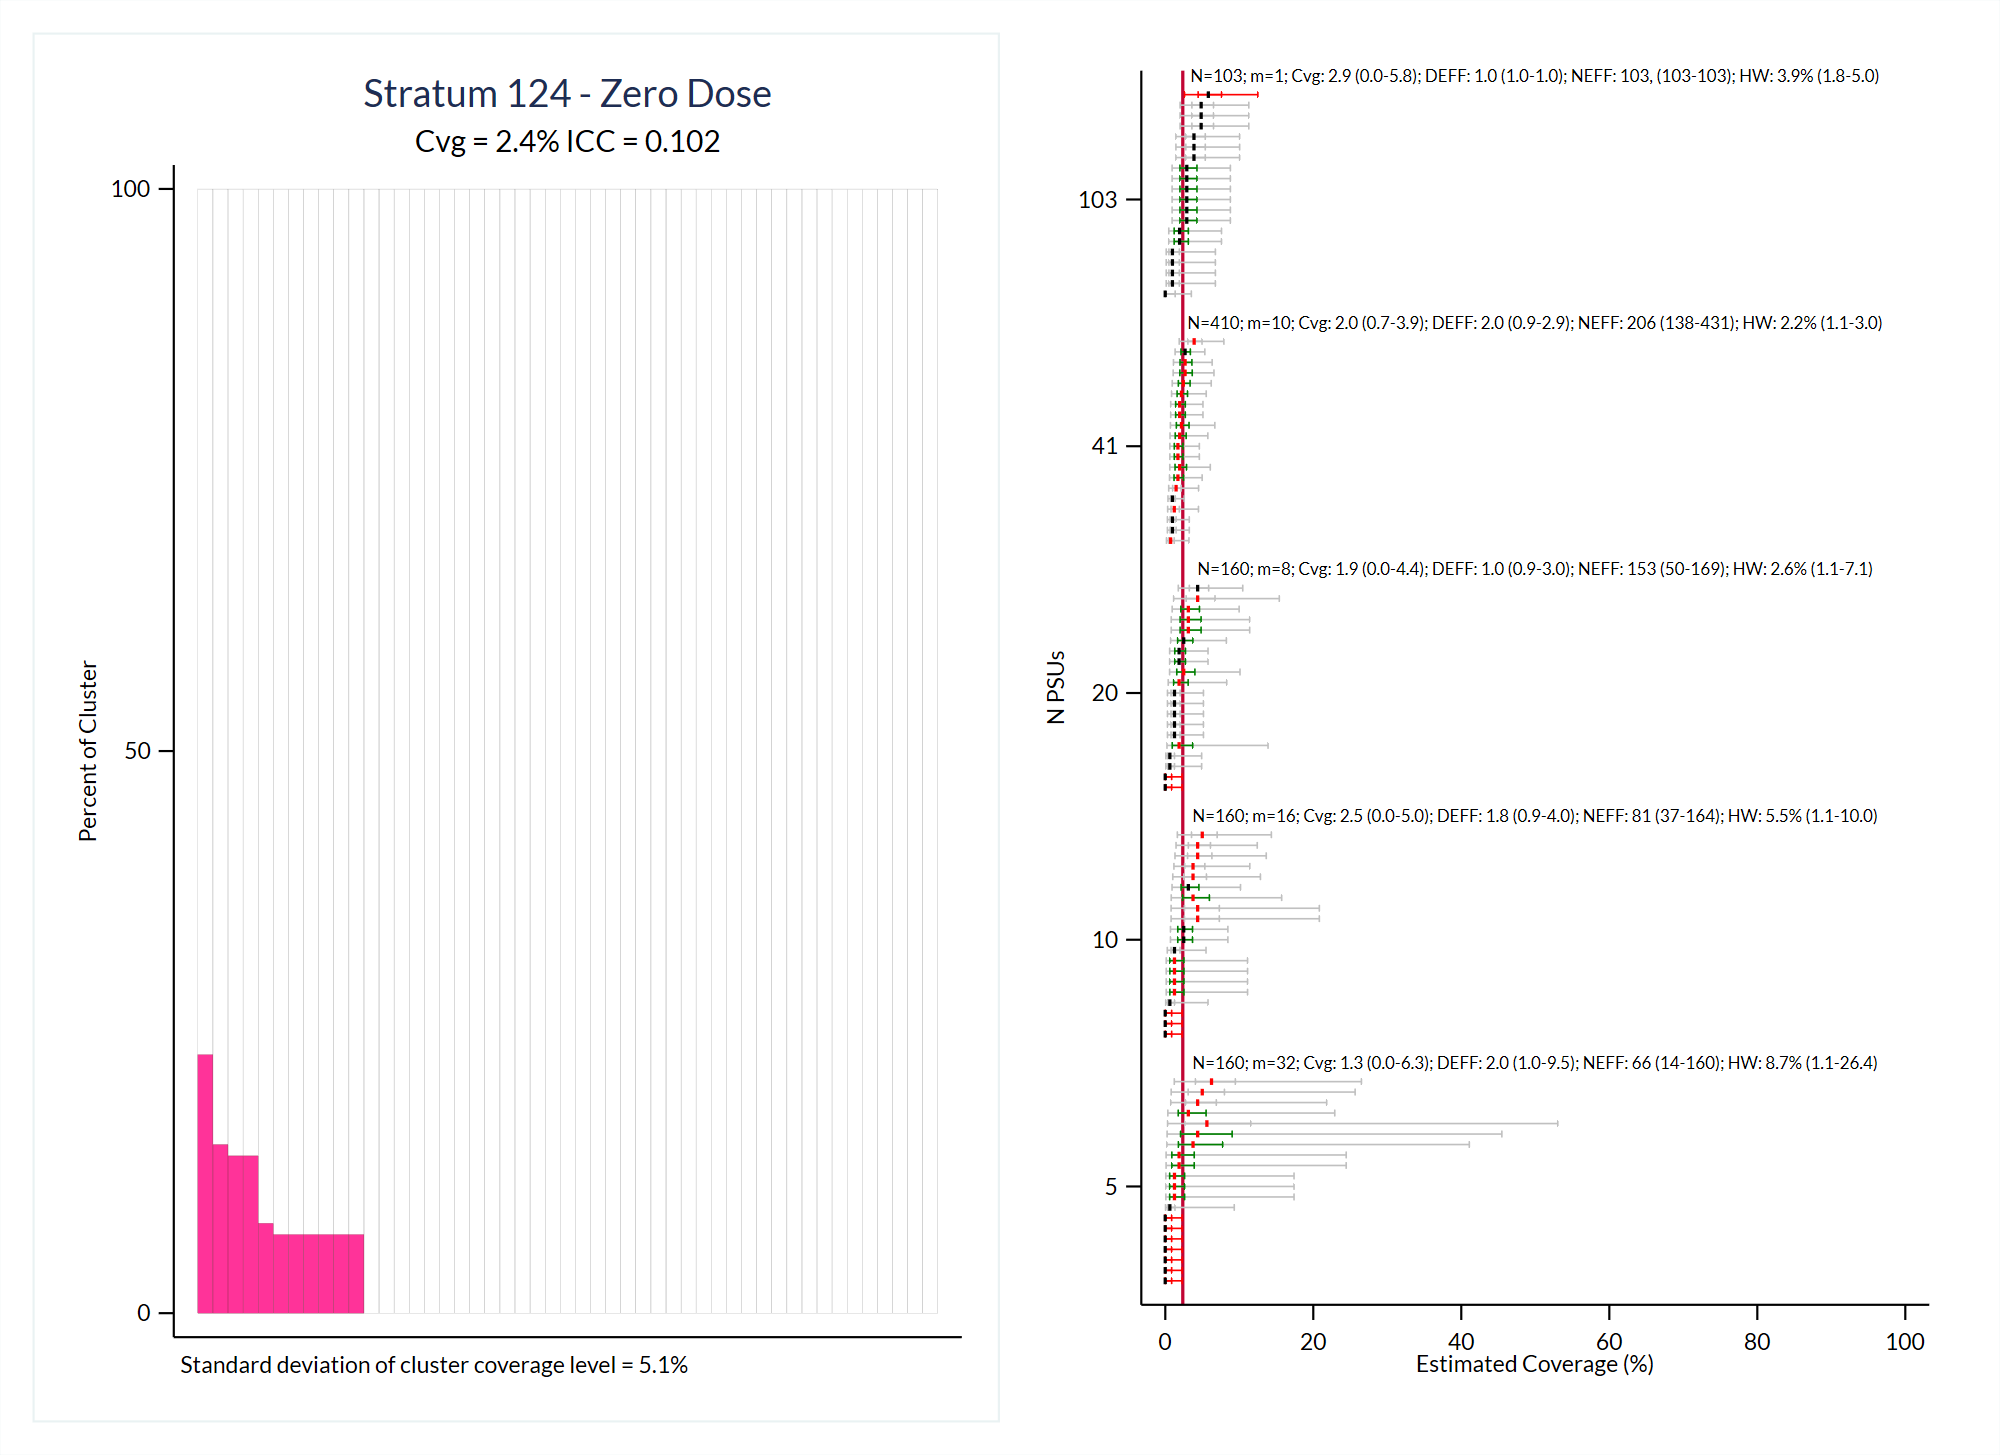 Stratum 124 - Zero Dose
Cvg = 2.4% ICC = 0.102
100
50
0
Percent of Cluster
Standard deviation of cluster coverage level = 5.1%
N=103; m=1; Cvg: 2.9 (0.0-5.8); DEFF: 1.0 (1.0-1.0); NEFF: 103, (103-103); HW: 3.9% (1.8-5.0)
103
N=410; m=10; Cvg: 2.0 (0.7-3.9); DEFF: 2.0 (0.9-2.9); NEFF: 206 (138-431); HW: 2.2% (1.1-3.0)
41
N=160; m=8; Cvg: 1.9 (0.0-4.4); DEFF: 1.0 (0.9-3.0); NEFF: 153 (50-169); HW: 2.6% (1.1-7.1)
20
N=160; m=16; Cvg: 2.5 (0.0-5.0); DEFF: 1.8 (0.9-4.0); NEFF: 81 (37-164); HW: 5.5% (1.1-10.0)
10
N=160; m=32; Cvg: 1.3 (0.0-6.3); DEFF: 2.0 (1.0-9.5); NEFF: 66 (14-160); HW: 8.7% (1.1-26.4)
5
N PSUs
0 20 40 60 80 100
Estimated Coverage (%)